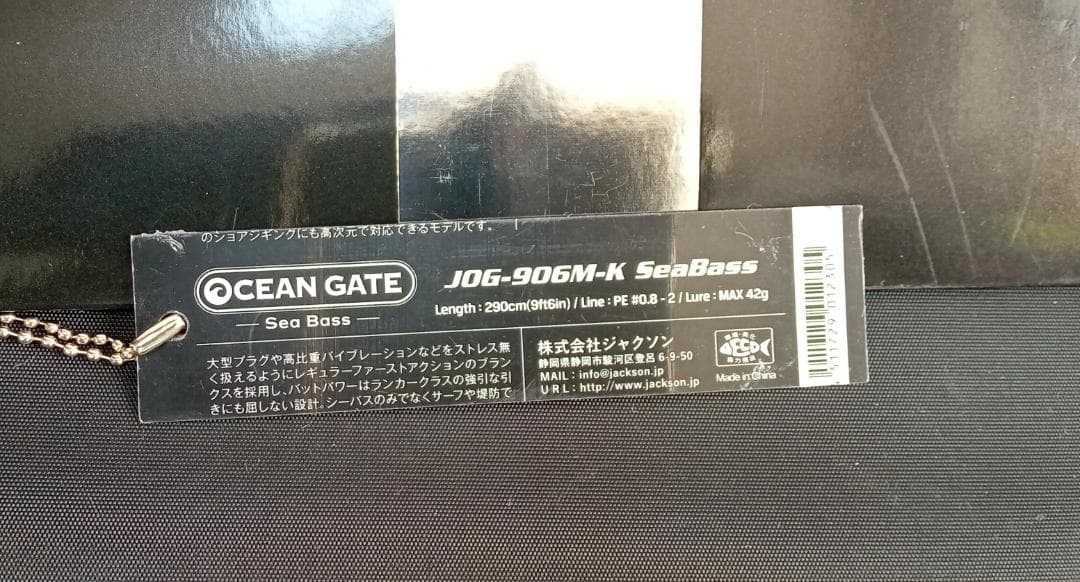 のショアジギングにも高次元で対応できるモデルです。
OCEAN GATE
Sea Bass
JOG-906M-K SeaBass
Length : 290cm(9ft6in) / Line : PE #0.8 - 2 / Lure : MAX 42g
大型プラグや高比重バイブレーションなどをストレス無
く扱えるようにレギュラーファーストアクションのブラン
クスを採用し、バットパワーはランカークラスの強引な引
きにも屈しない設計。シーバスのみでなくサーフや堤防で
株式会社ジャクソン
静岡県静岡市駿河区登呂 6-9-50
MAIL : info@jackson.jp
URL : http://www.jackson.jp
Made in China